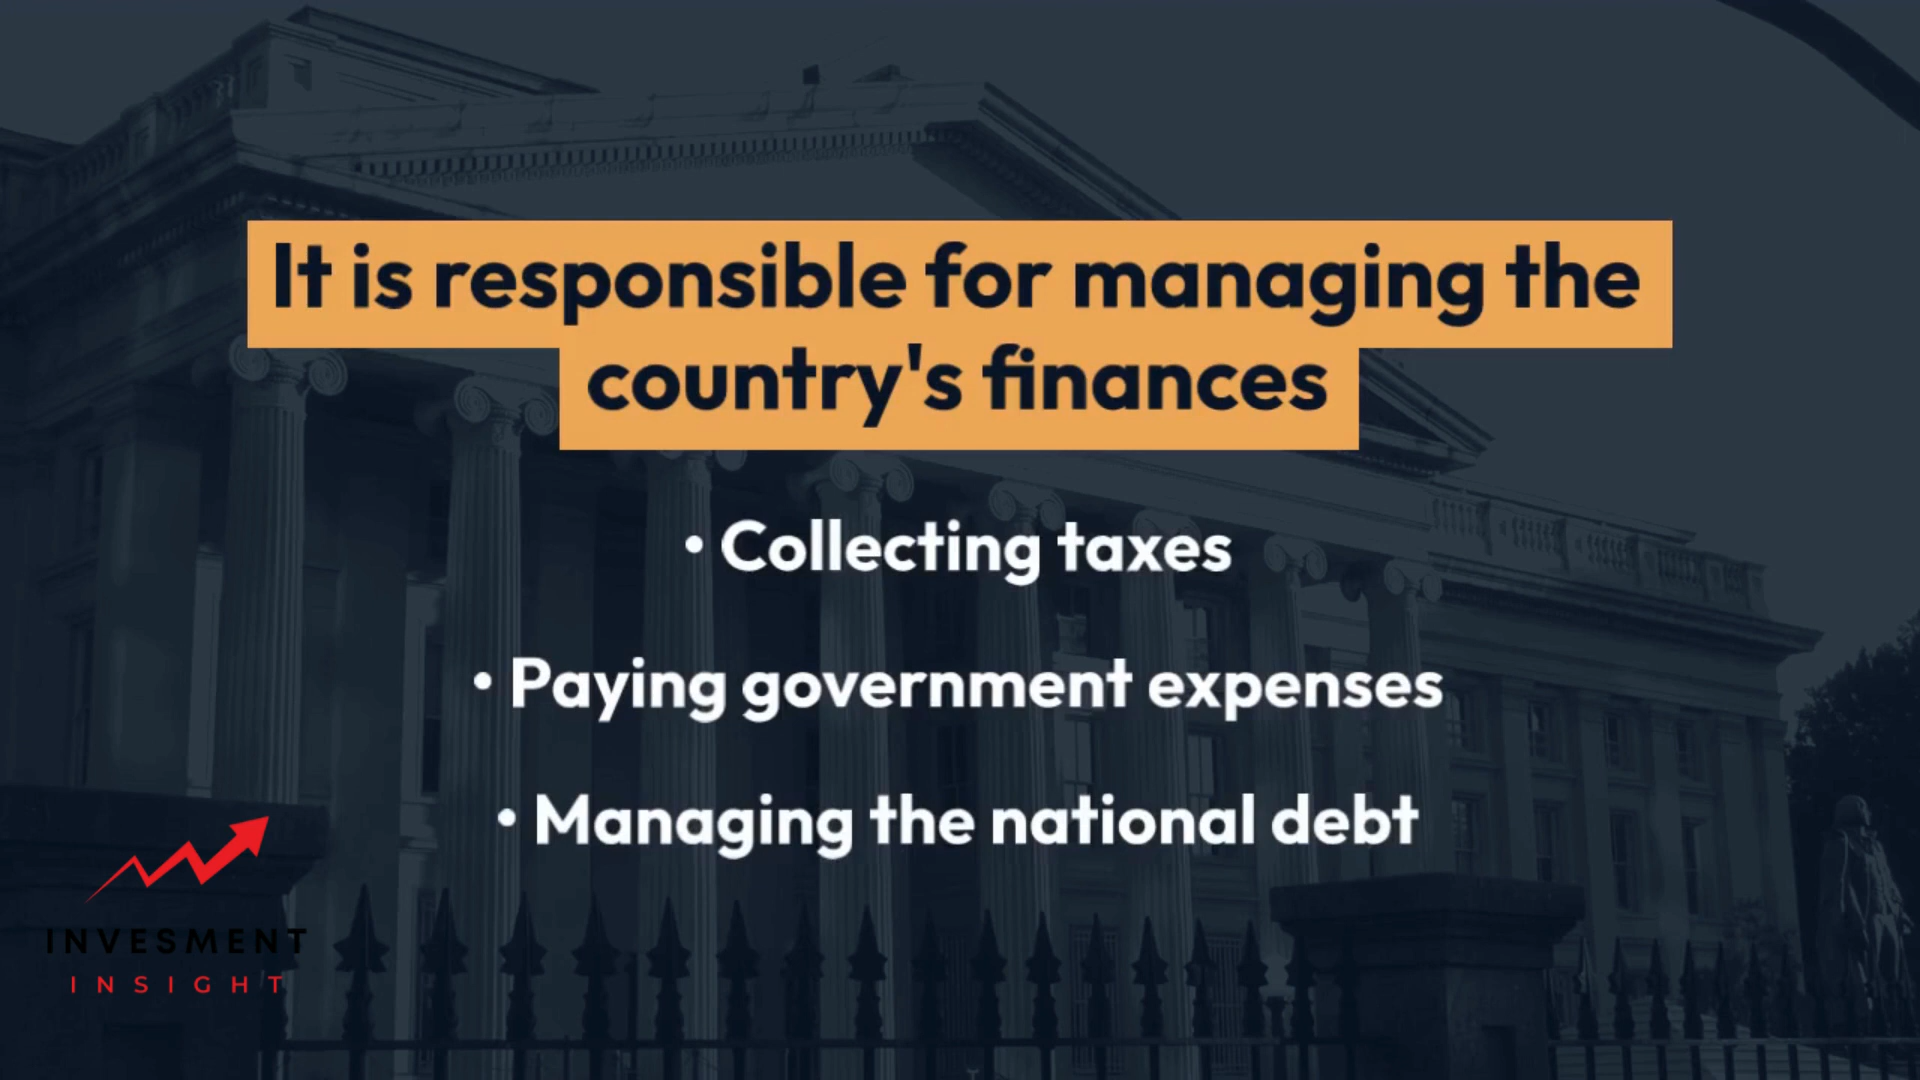 It is responsible for managing the
country's finances
• Collecting taxes
• Paying government expenses
• Managing the national debt
INVESMENT
INSIGHT